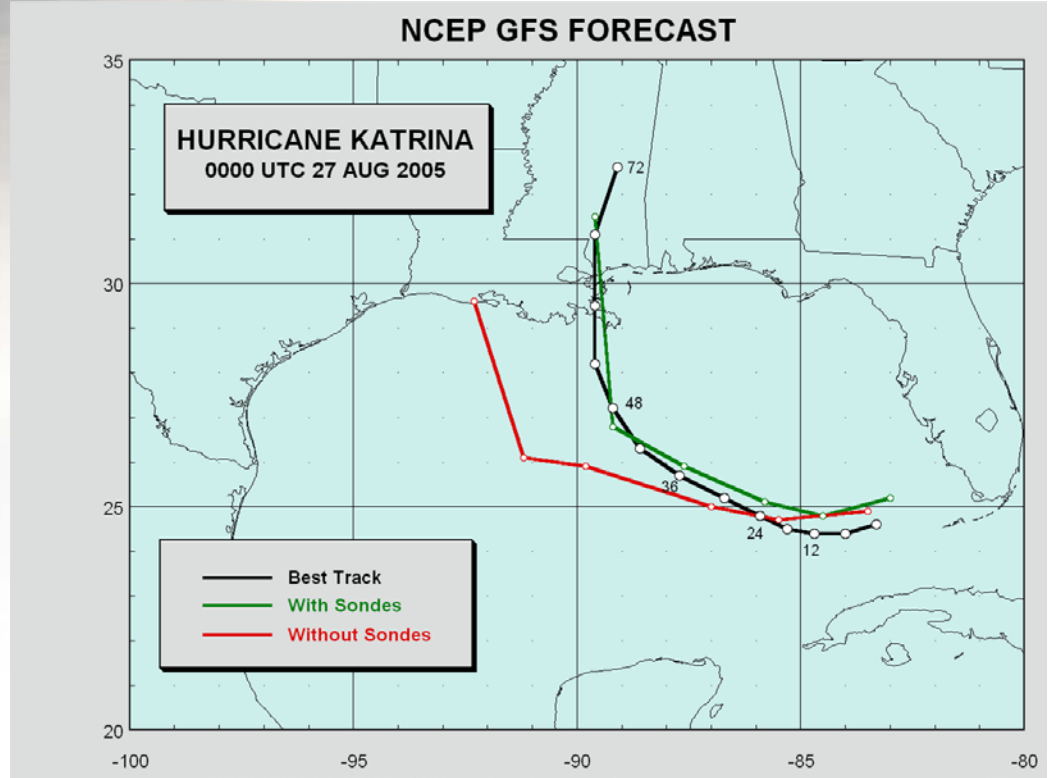 NCEP GFS FORECAST
35
HURRICANE KATRINA
0000 UTC 27 AUG 2005
72
30
48
36
25
24
12
Best Track
With Sondes
Without Sondes
20
-100 -95 -90 -85 -80